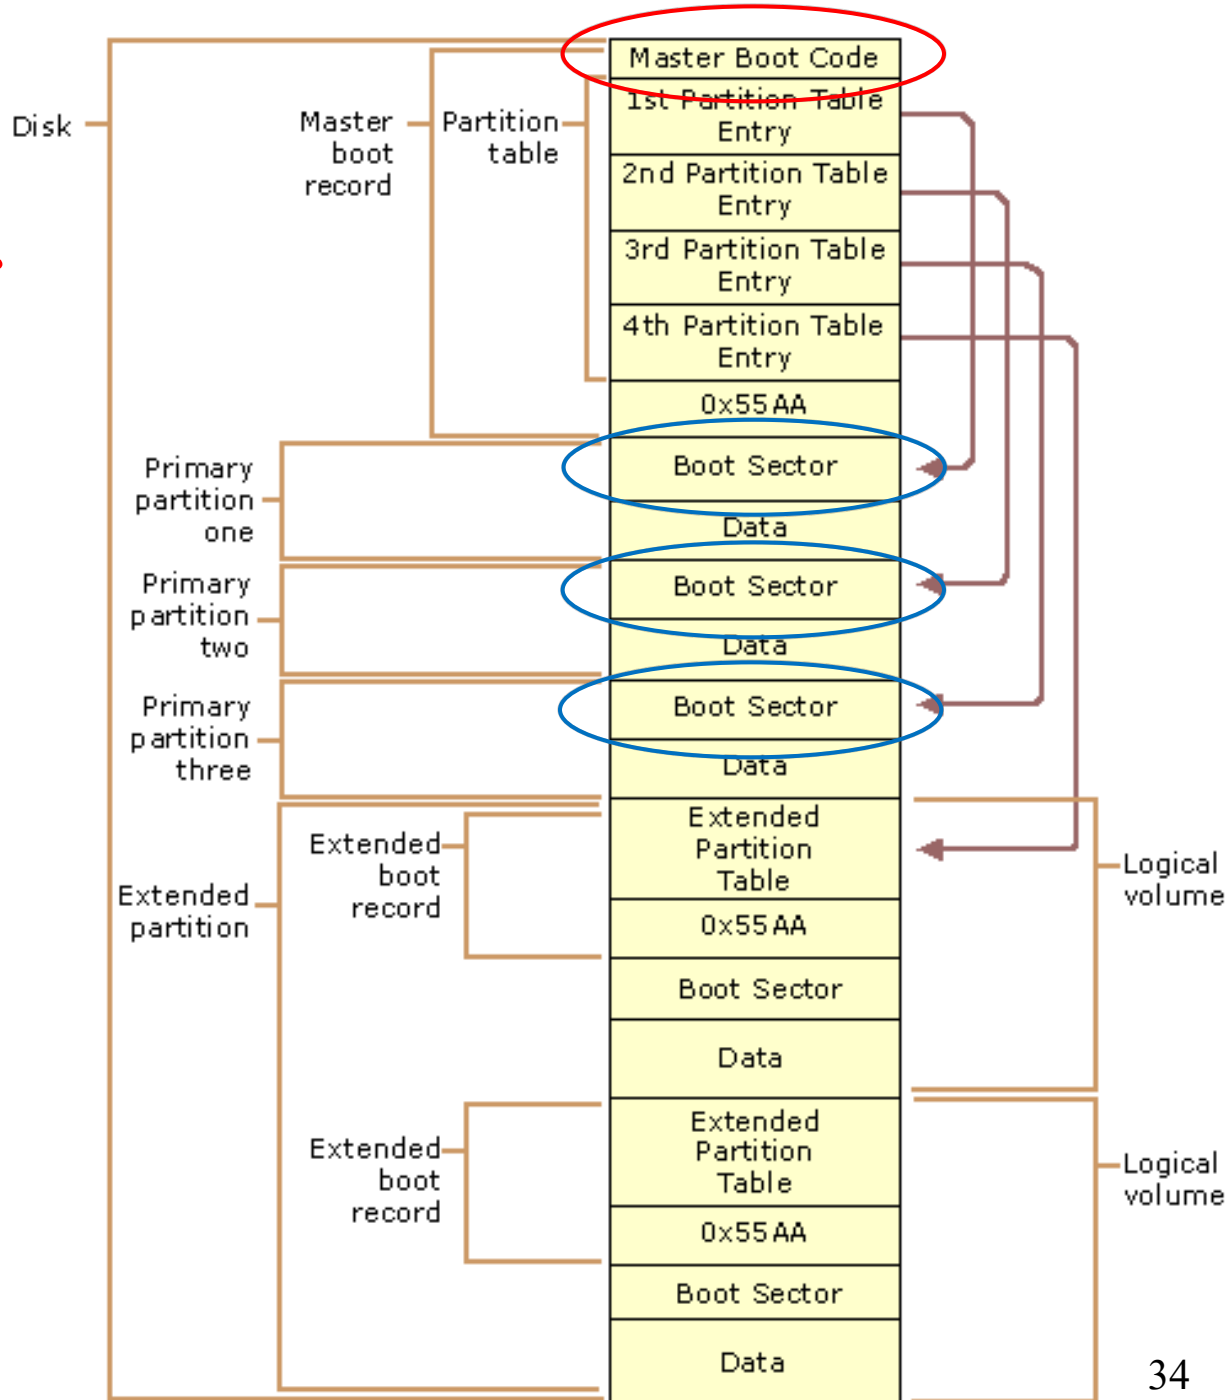 Master Boot Code
1st Partition Table
Entry
2nd Partition Table
Entry
3rd Partition Table
Entry
4th Partition Table
Entry
0x55AA
Boot Sector
Data
Boot Sector
Data
Boot Sector
Data
Extended
Partition
Table
0x55AA
Boot Sector
Data
Extended
Partition
Table
0x55AA
Boot Sector
Data
Disk
Master
boot
record
Partition
table
Primary
partition
one
Primary
partition
two
Primary
partition
three
Extended
partition
Extended
boot
record
Extended
boot
record
Logical
volume
Logical
volume
34